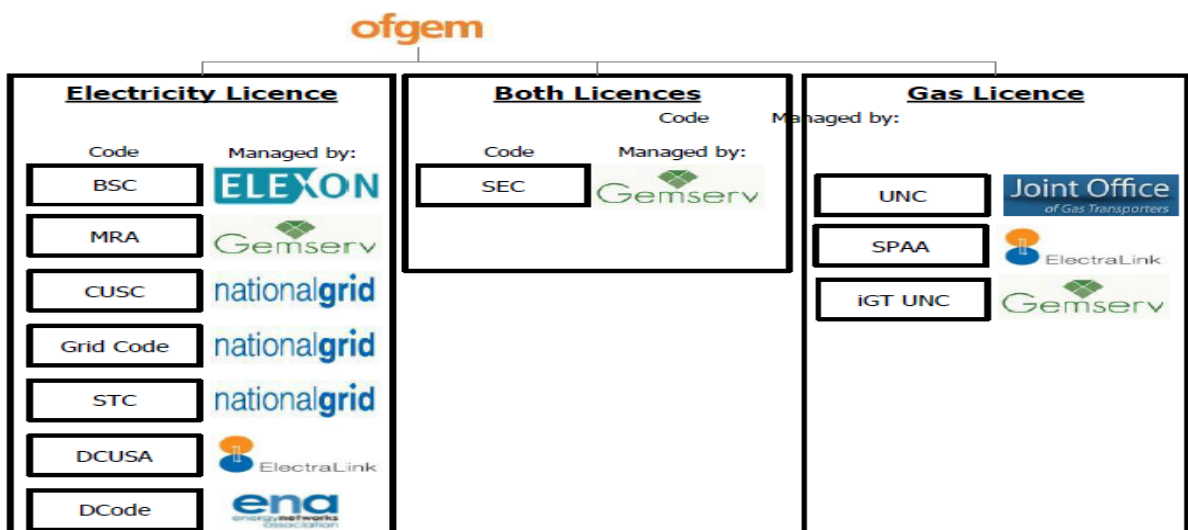 ofgem
Electricity Licence
Code Managed by:
BSC ELEXON
MRA Gemserv
CUSC nationalgrid
Grid Code nationalgrid
STC nationalgrid
DCUSA ElectraLink
DCode ena
energynetworks
association
Both Licences
Code Managed by:
Code Managed by:
SEC Gemserv
Gas Licence
UNC Joint Office
of Gas Transporters
SPAA ElectraLink
iGT UNC Gemserv